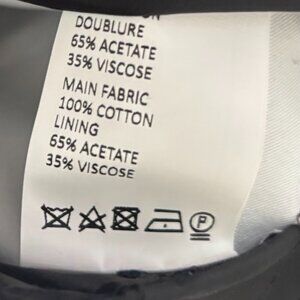 DOUBLURE
65% ACETATE
35% VISCOSE
MAIN FABRIC
100% COTTON
LINING
65% ACETATE
35% VISCOSE
P